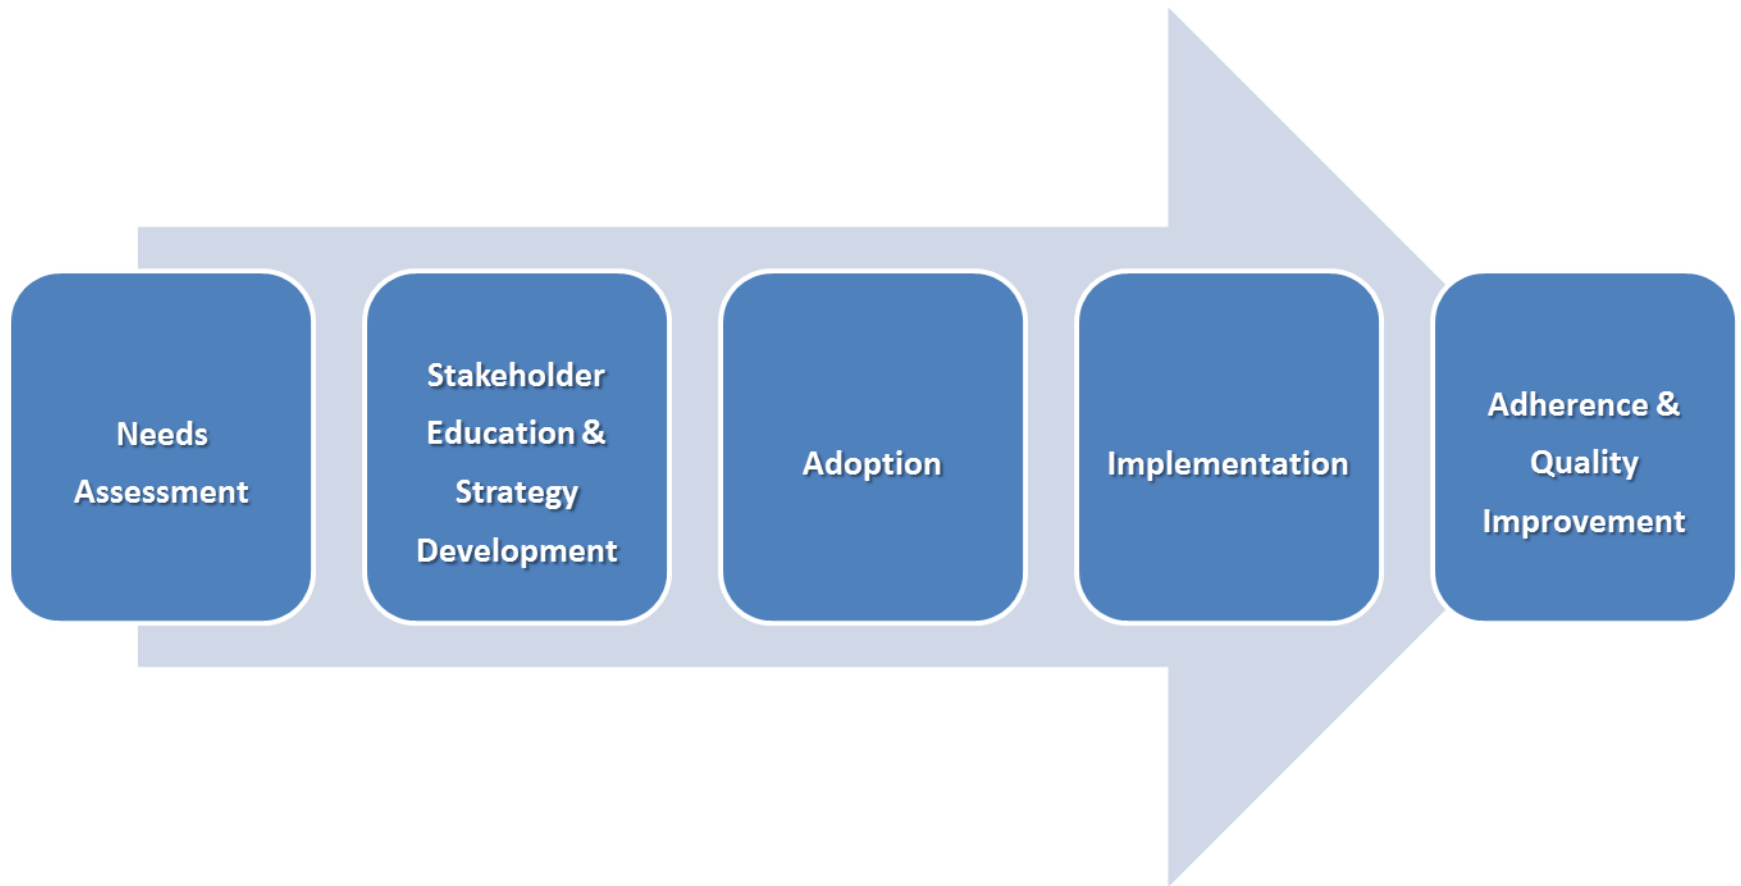 Needs
Assessment
Stakeholder
Education &
Strategy
Development
Adoption
Implementation
Adherence &
Quality
Improvement